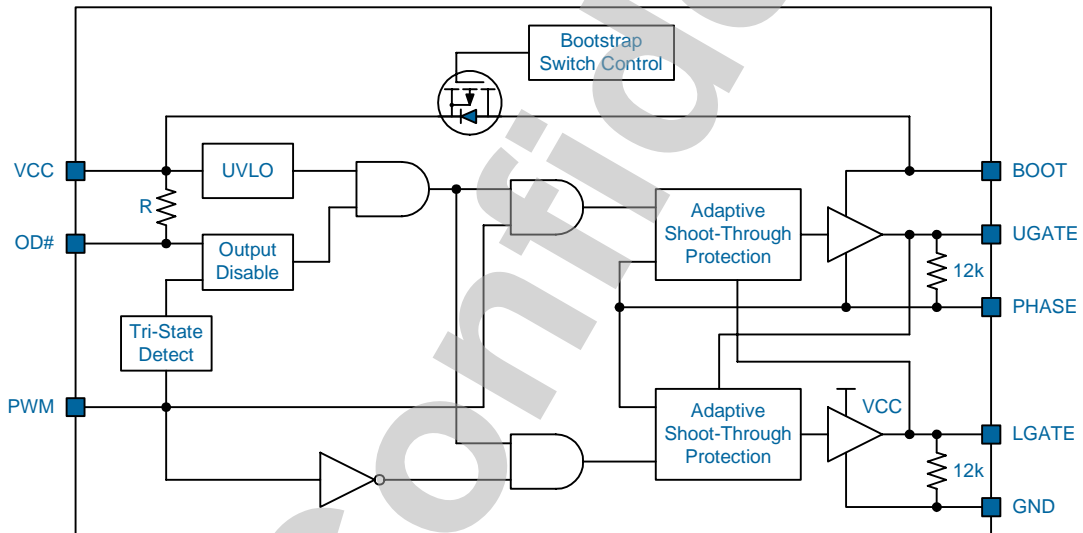 Bootstrap
Switch Control
VCC
UVLO
BOOT
R
OD#
Output
Disable
Adaptive
Shoot-Through
Protection
UGATE
12k
PHASE
Tri-State
Detect
PWM
Adaptive
Shoot-Through
Protection
VCC
LGATE
12k
GND